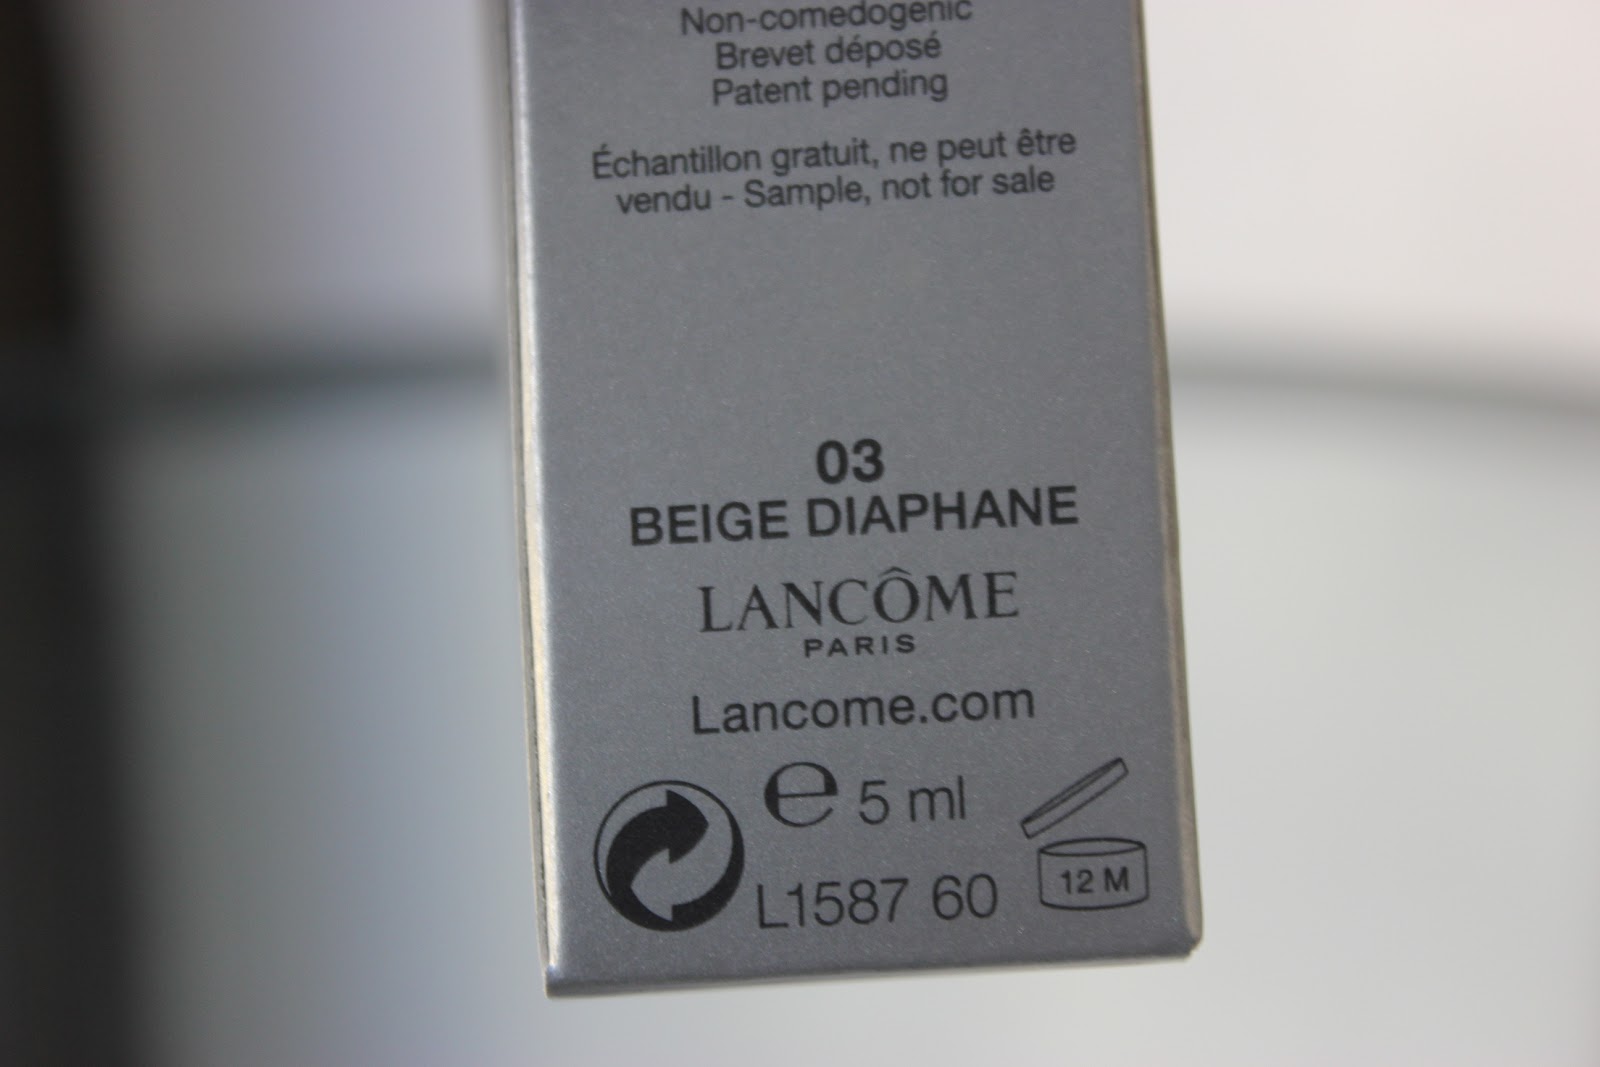 Non-comedogenic
Brevet déposé
Patent pending
Échantillon gratuit, ne peut être
vendu - Sample, not for sale
03
BEIGE DIAPHANE
LANCÔME
PARIS
Lancome.com
℮ 5 ml
L1587 60
12 M